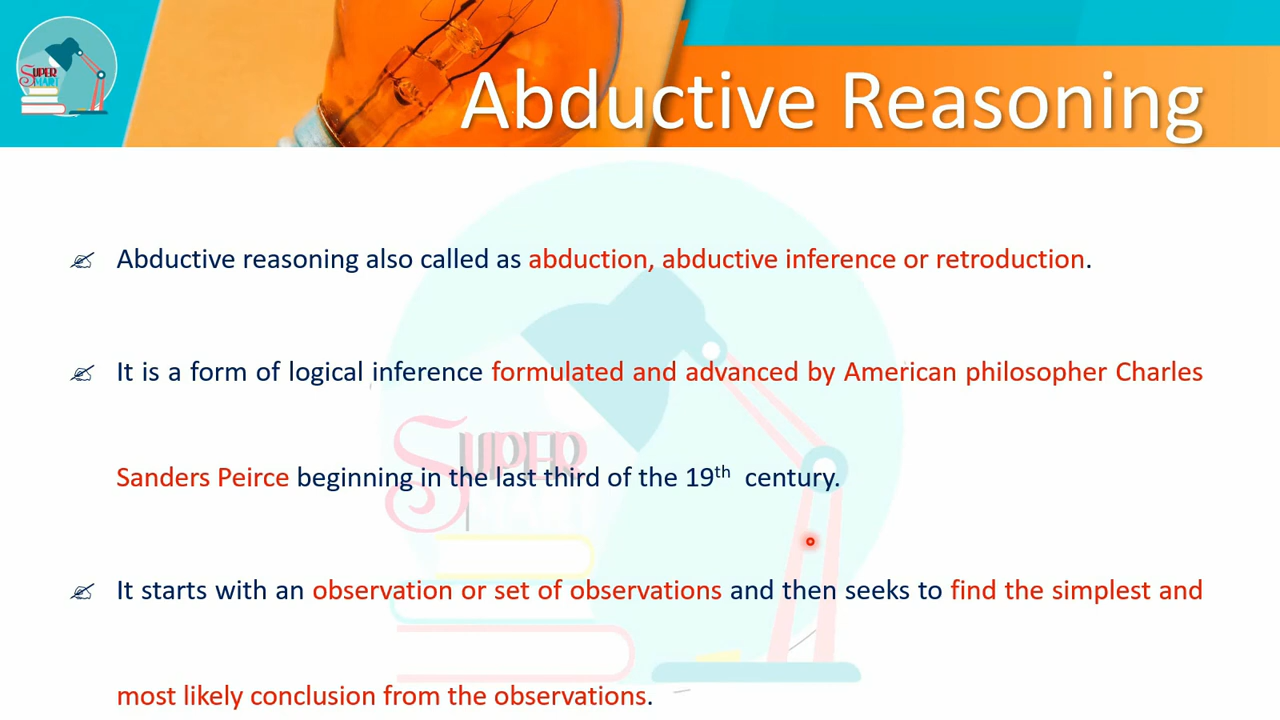 SUPER
SMART
Abductive Reasoning
Abductive reasoning also called as abduction, abductive inference or retroduction.
It is a form of logical inference formulated and advanced by American philosopher Charles
Sanders Peirce beginning in the last third of the 19th century.
SUPER
SMART
It starts with an observation or set of observations and then seeks to find the simplest and
most likely conclusion from the observations.